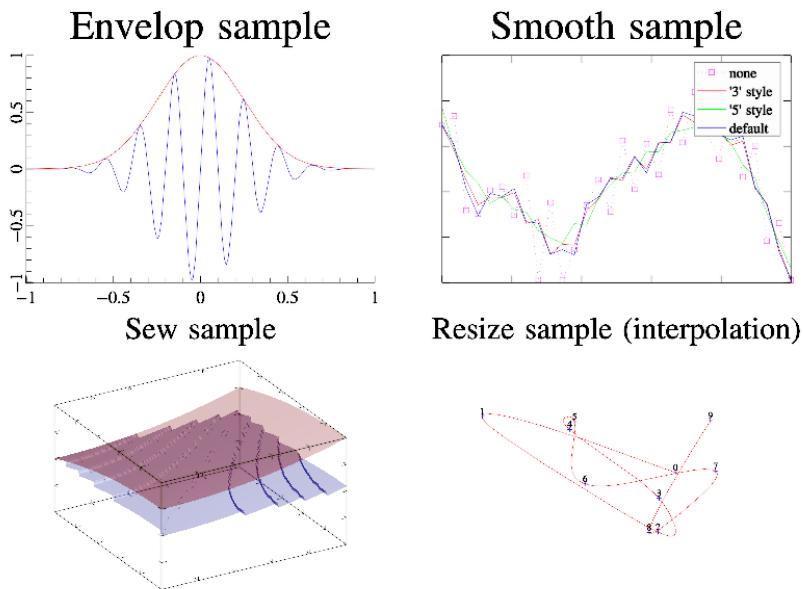 Envelop sample
Smooth sample
1
0.5
0
−0.5
−1
−1
−0.5
0
0.5
1
none
'3' style
'5' style
default
Sew sample
Resize sample (interpolation)
1
5
4
9
0
7
6
3
8
2